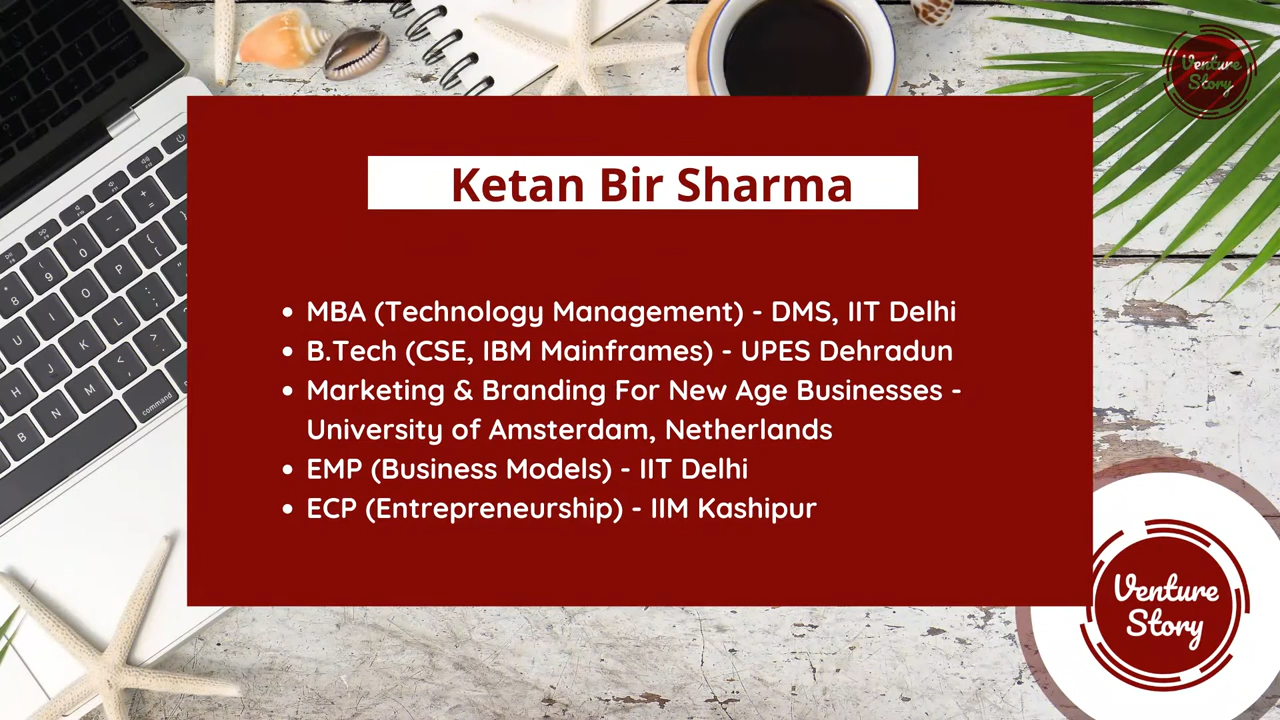 Venture
Story
Ketan Bir Sharma
• MBA (Technology Management) - DMS, IIT Delhi
• B.Tech (CSE, IBM Mainframes) - UPES Dehradun
• Marketing & Branding For New Age Businesses -
University of Amsterdam, Netherlands
• EMP (Business Models) - IIT Delhi
• ECP (Entrepreneurship) - IIM Kashipur
Venture
Story
command